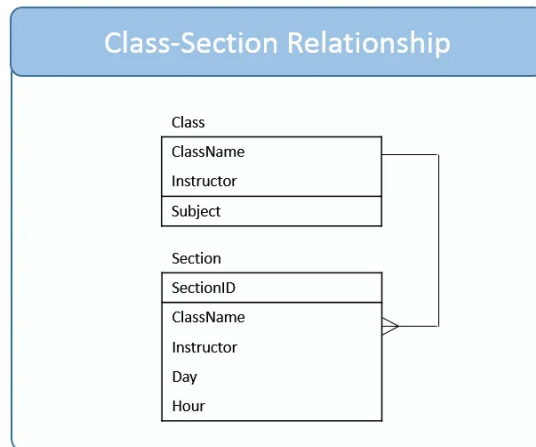 Class-Section Relationship
Class
ClassName
Instructor
Subject
Section
SectionID
ClassName
Instructor
Day
Hour